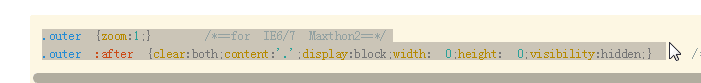 .outer {zoom:1;} /*==for IE6/7 Maxthon2==*/
.outer :after {clear:both;content:'.';display:block;width: 0;height: 0;visibility:hidden;} /*